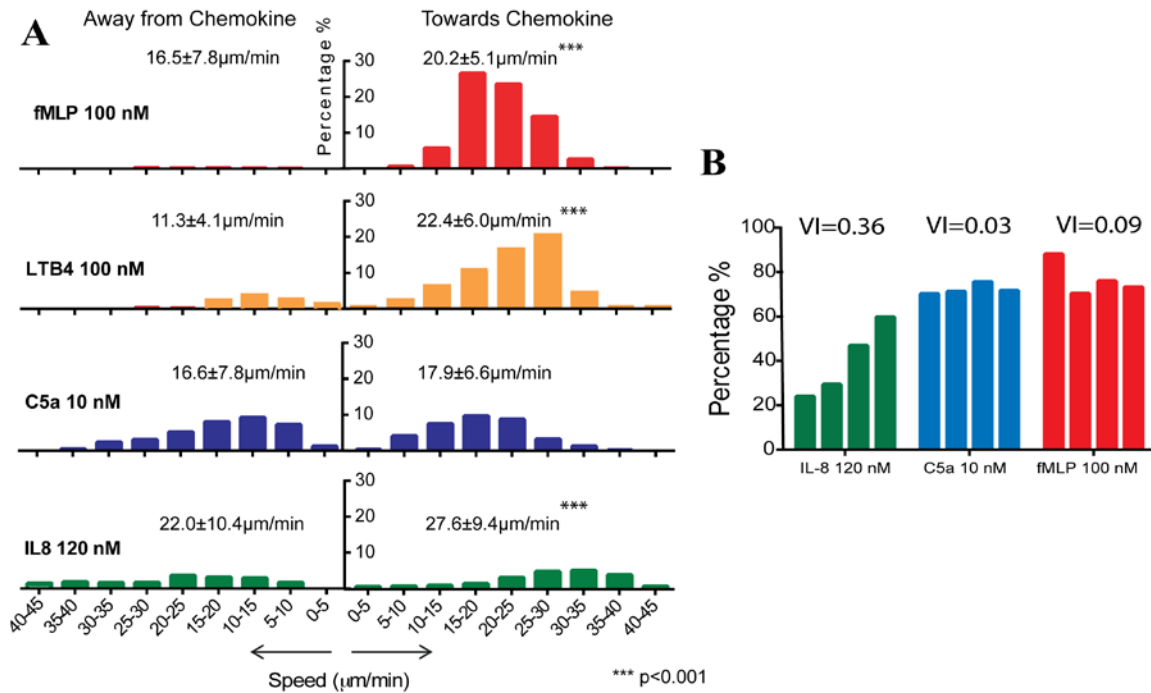 A
Away from Chemokine
Towards Chemokine
Percentage %
fMLP 100 nM
16.5±7.8µm/min
20.2±5.1µm/min***
30
20
10
LTB4 100 nM
11.3±4.1µm/min
22.4±6.0µm/min ***
30
20
10
C5a 10 nM
16.6±7.8µm/min
17.9±6.6µm/min
30
20
10
IL8 120 nM
22.0±10.4µm/min
27.6±9.4µm/min***
30
20
10
40-45 35-40 30-35 25-30 20-25 15-20 10-15 5-10 0-5 0-5 5-10 10-15 15-20 20-25 25-30 30-35 35-40 40-45
Speed (µm/min)
*** p<0.001
B
VI=0.36 VI=0.03 VI=0.09
Percentage %
100
80
60
40
20
0
IL-8 120 nM C5a 10 nM fMLP 100 nM